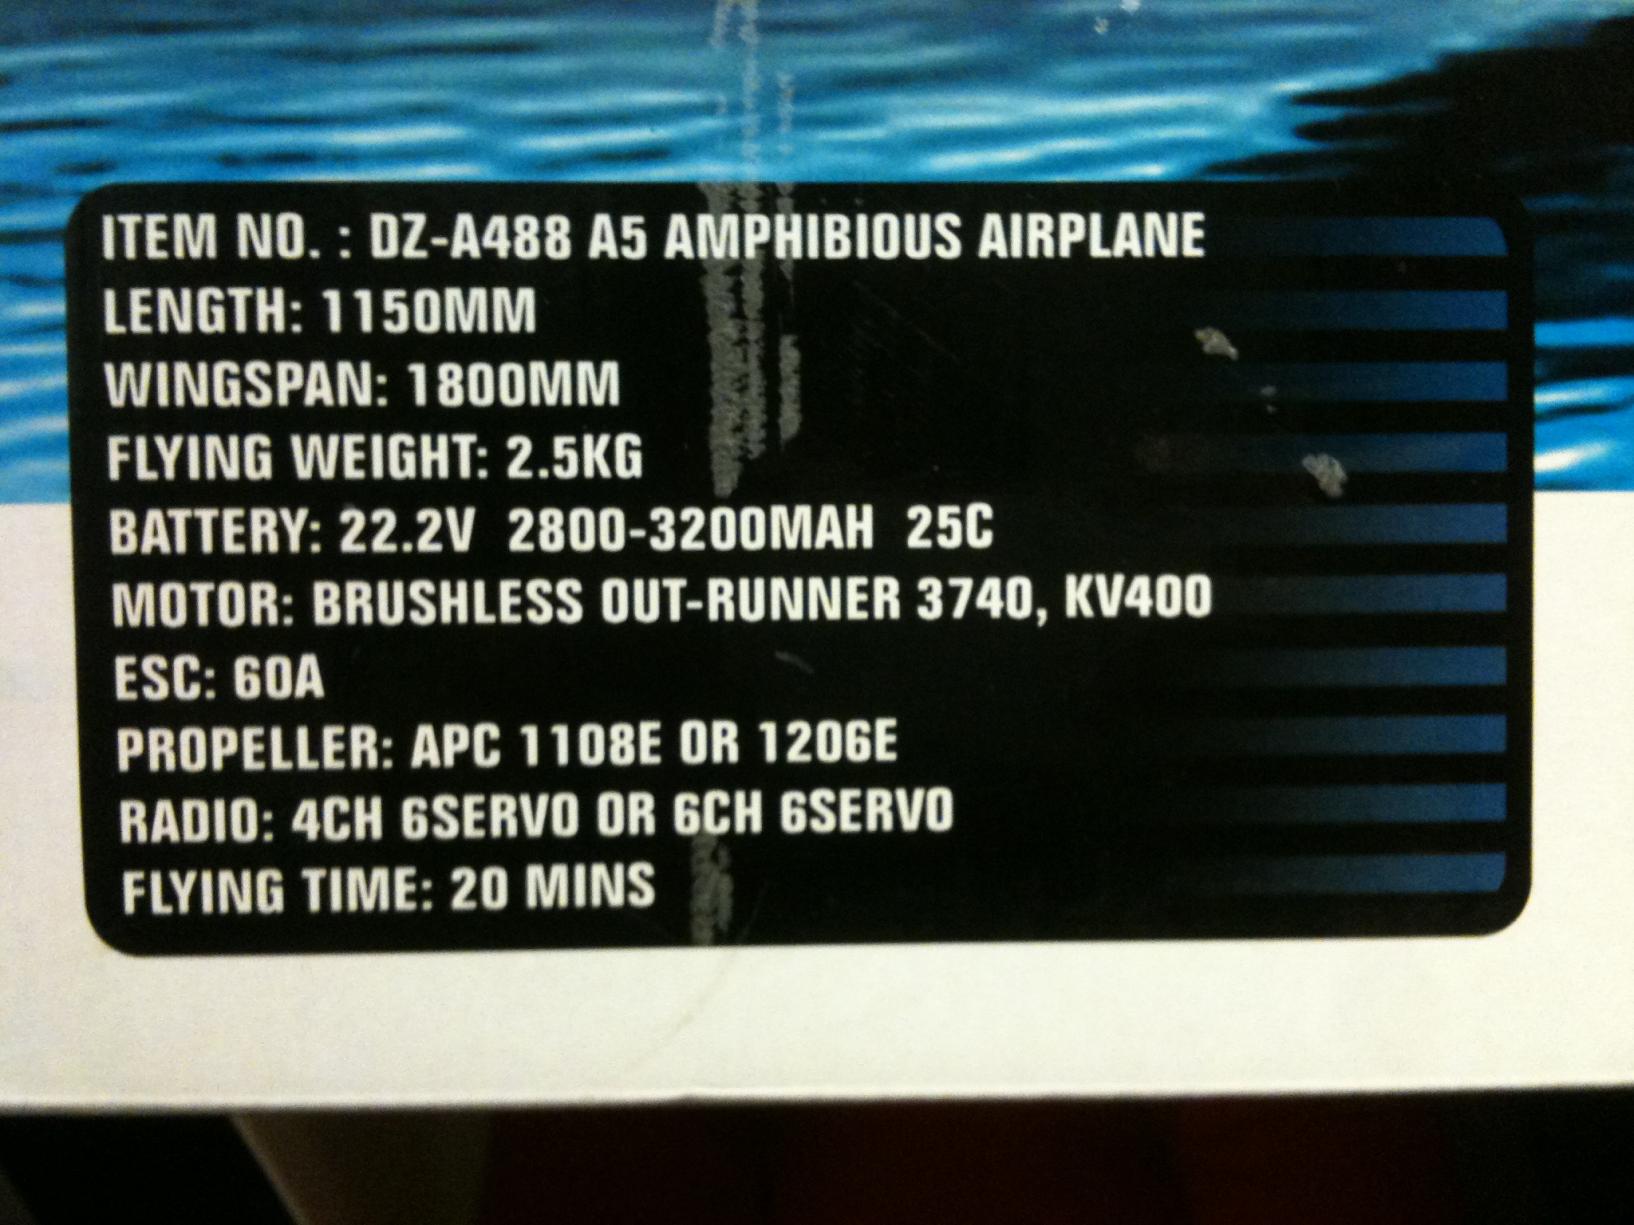 ITEM NO. : DZ-A488 A5 AMPHIBIOUS AIRPLANE
LENGTH: 1150MM
WINGSPAN: 1800MM
FLYING WEIGHT: 2.5KG
BATTERY: 22.2V 2800-3200MAH 25C
MOTOR: BRUSHLESS OUT-RUNNER 3740, KV400
ESC: 60A
PROPELLER: APC 1108E OR 1206E
RADIO: 4CH 6SERVO OR 6CH 6SERVO
FLYING TIME: 20 MINS